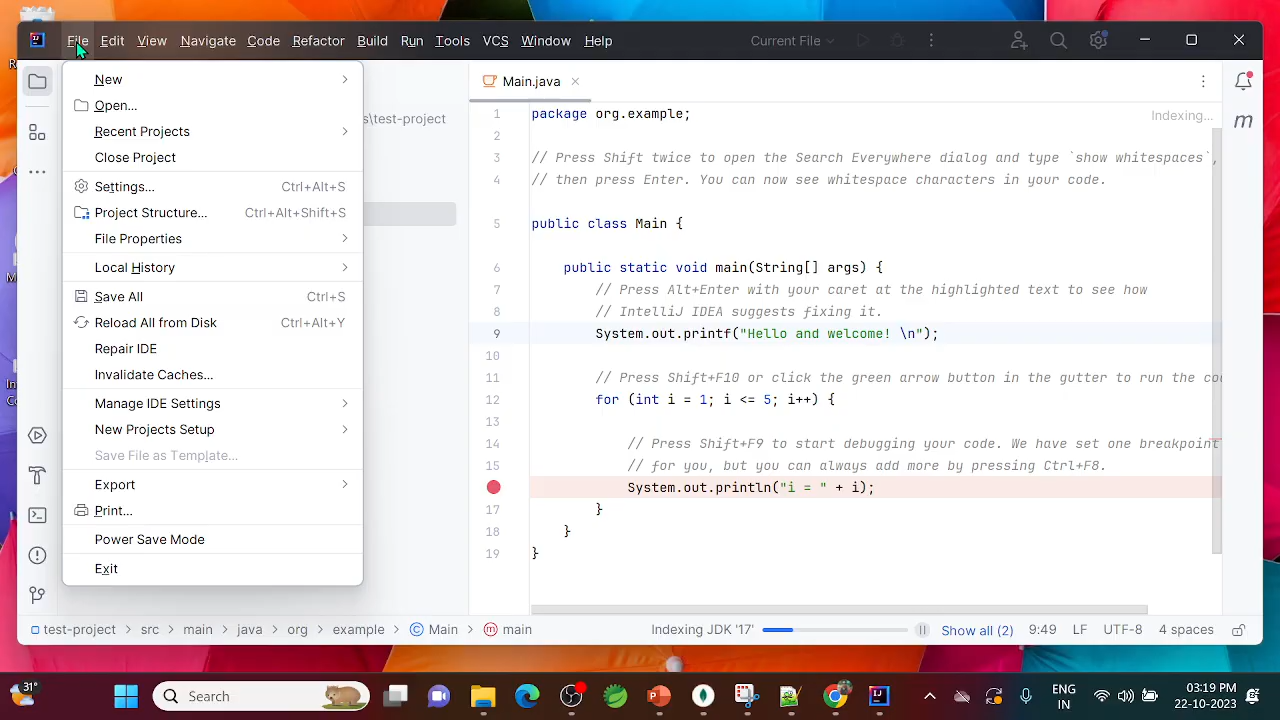 File Edit View Navigate Code Refactor Build Run Tools VCS Window Help Current File
New
Open...
Recent Projects
Close Project
Settings... Ctrl+Alt+S
Project Structure... Ctrl+Alt+Shift+S
File Properties
Local History
Save All Ctrl+S
Reload All from Disk Ctrl+Alt+Y
Repair IDE
Invalidate Caches...
Manage IDE Settings
New Projects Setup
Save File as Template...
Export
Print...
Power Save Mode
Exit
s\test-project
Main.java
Indexing...
1 package org.example;
2
3 // Press Shift twice to open the Search Everywhere dialog and type `show whitespaces`,
4 // then press Enter. You can now see whitespace characters in your code.
5 public class Main {
6 public static void main(String[] args) {
7 // Press Alt+Enter with your caret at the highlighted text to see how
8 // IntelliJ IDEA suggests fixing it.
9 System.out.printf("Hello and welcome! \n");
10
11 // Press Shift+F10 or click the green arrow button in the gutter to run the co
12 for (int i = 1; i <= 5; i++) {
13
14 // Press Shift+F9 to start debugging your code. We have set one breakpoint
15 // for you, but you can always add more by pressing Ctrl+F8.
System.out.println("i = " + i);
17 }
18 }
19 }
test-project > src > main > java > org > example > Main > main Indexing JDK '17' Show all (2) 9:49 LF UTF-8 4 spaces
31° Search ENG IN 03:19 PM 22-10-2023